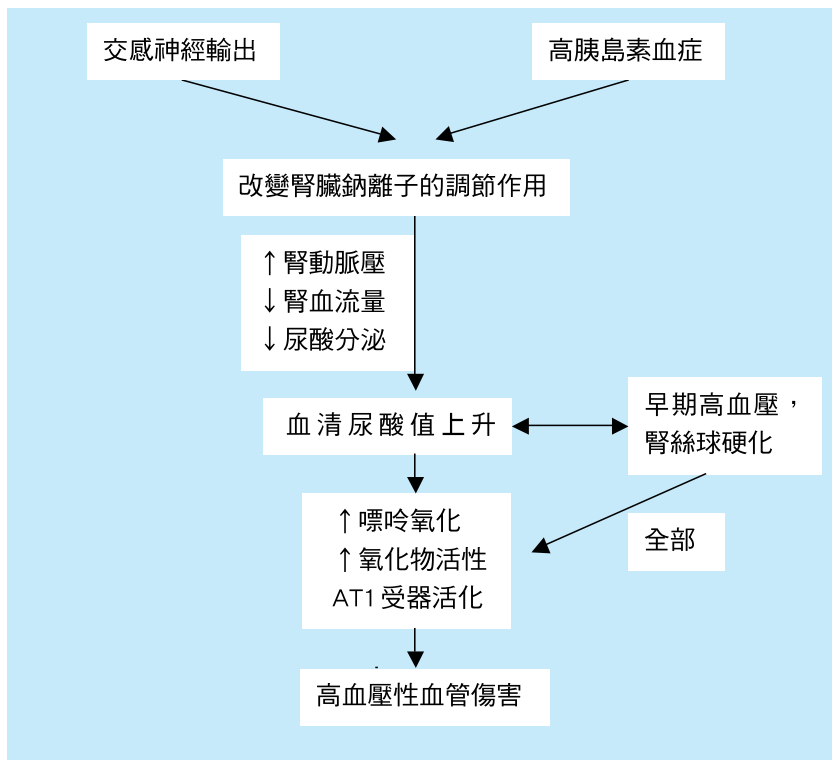 交感神經輸出
高胰島素血症
改變腎臟鈉離子的調節作用
↑腎動脈壓
↓腎血流量
↓尿酸分泌
血清尿酸值上升
早期高血壓，
腎絲球硬化
↑嘌呤氧化
↑氧化物活性
AT1受器活化
全部
高血壓性血管傷害